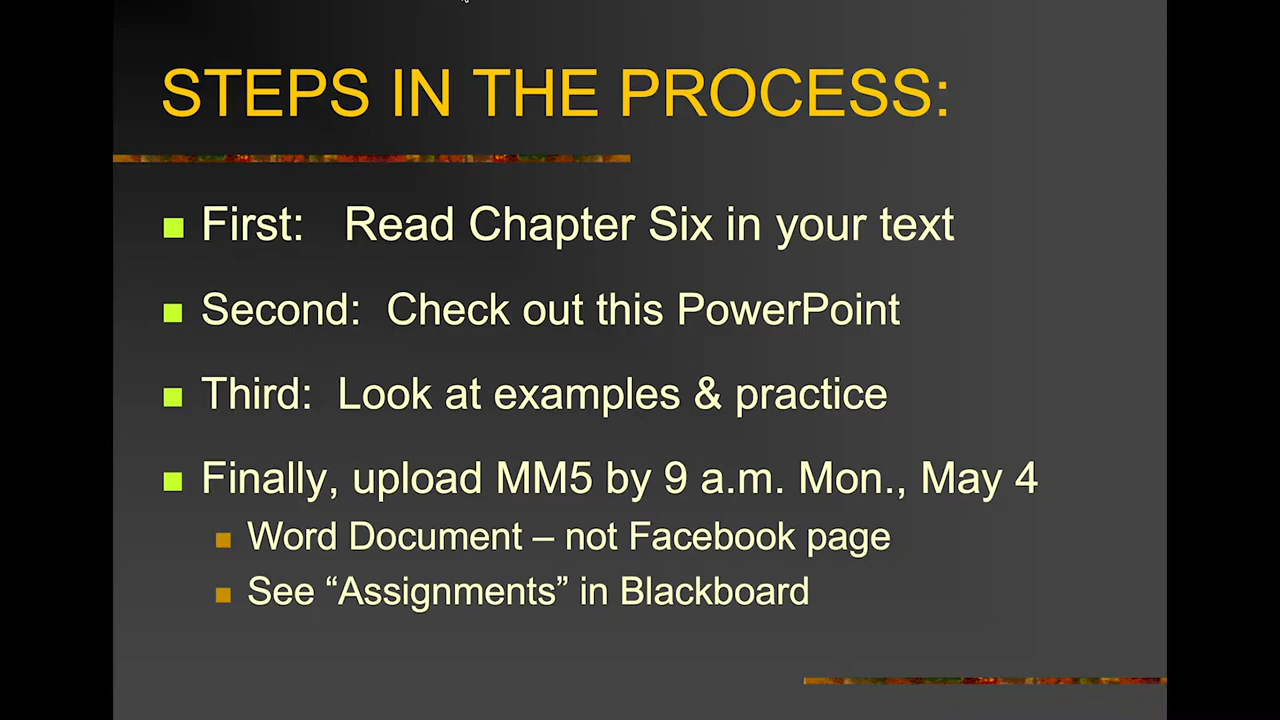 STEPS IN THE PROCESS:
First: Read Chapter Six in your text
Second: Check out this PowerPoint
Third: Look at examples & practice
Finally, upload MM5 by 9 a.m. Mon., May 4
Word Document – not Facebook page
See “Assignments” in Blackboard